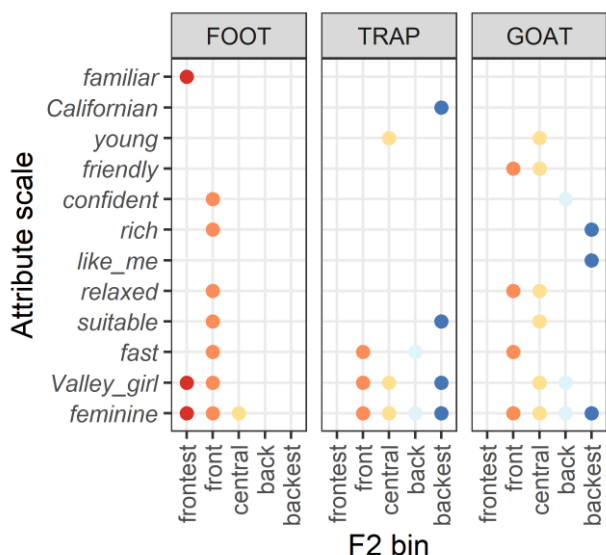 FOOT TRAP GOAT
familiar
Californian
young
friendly
confident
rich
like_me
relaxed
suitable
fast
Valley_girl
feminine
Attribute scale
frontest front central back backest frontest front central back backest frontest front central back backest
F2 bin